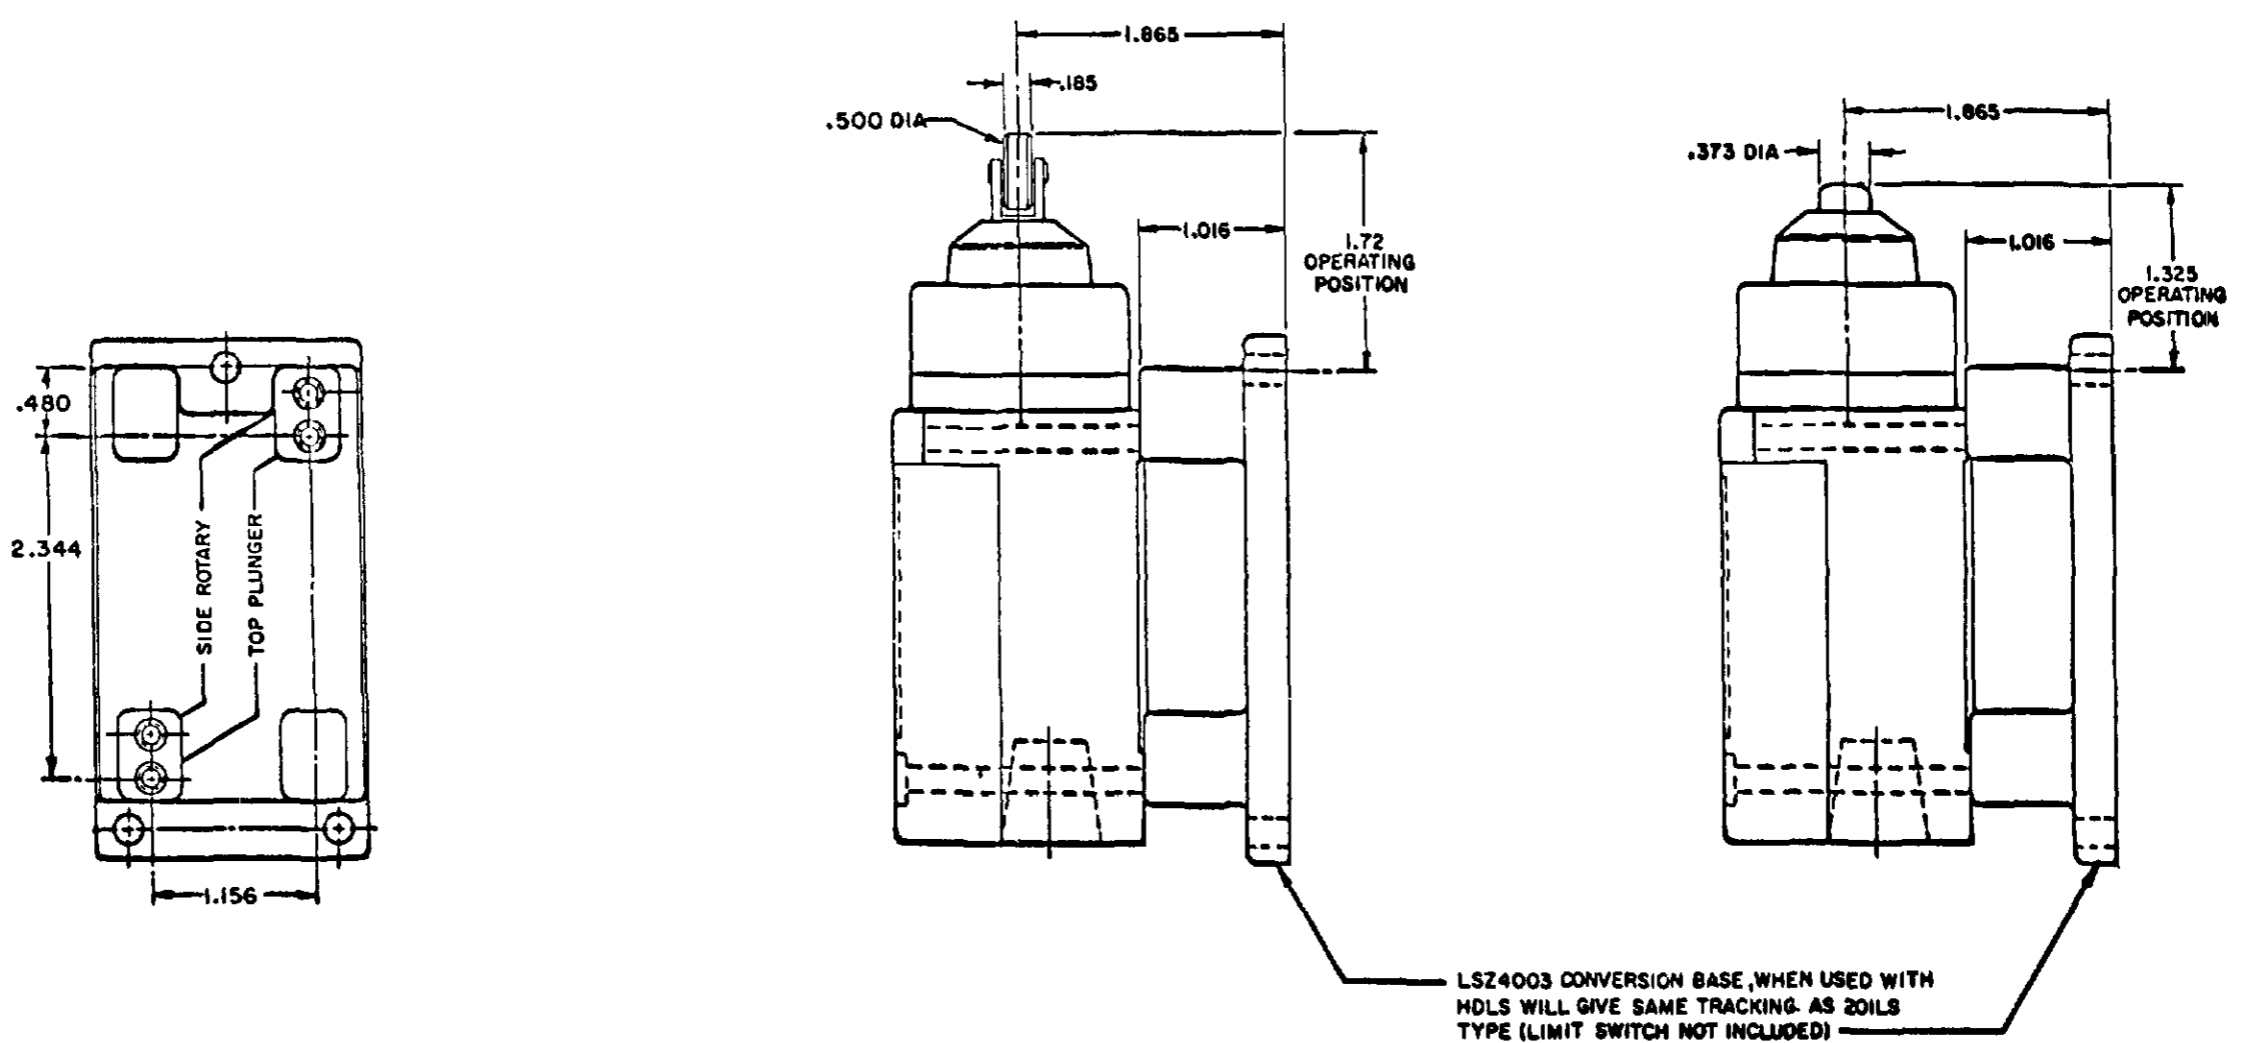 .480
2.344
SIDE ROTARY
TOP PLUNGER
1.156
1.865
.185
.500 DIA
1.016
1.72
OPERATING
POSITION
1.865
.373 DIA
1.016
1.325
OPERATING
POSITION
LSZ4003 CONVERSION BASE, WHEN USED WITH
HDLS WILL GIVE SAME TRACKING AS 201LS
TYPE (LIMIT SWITCH NOT INCLUDED)